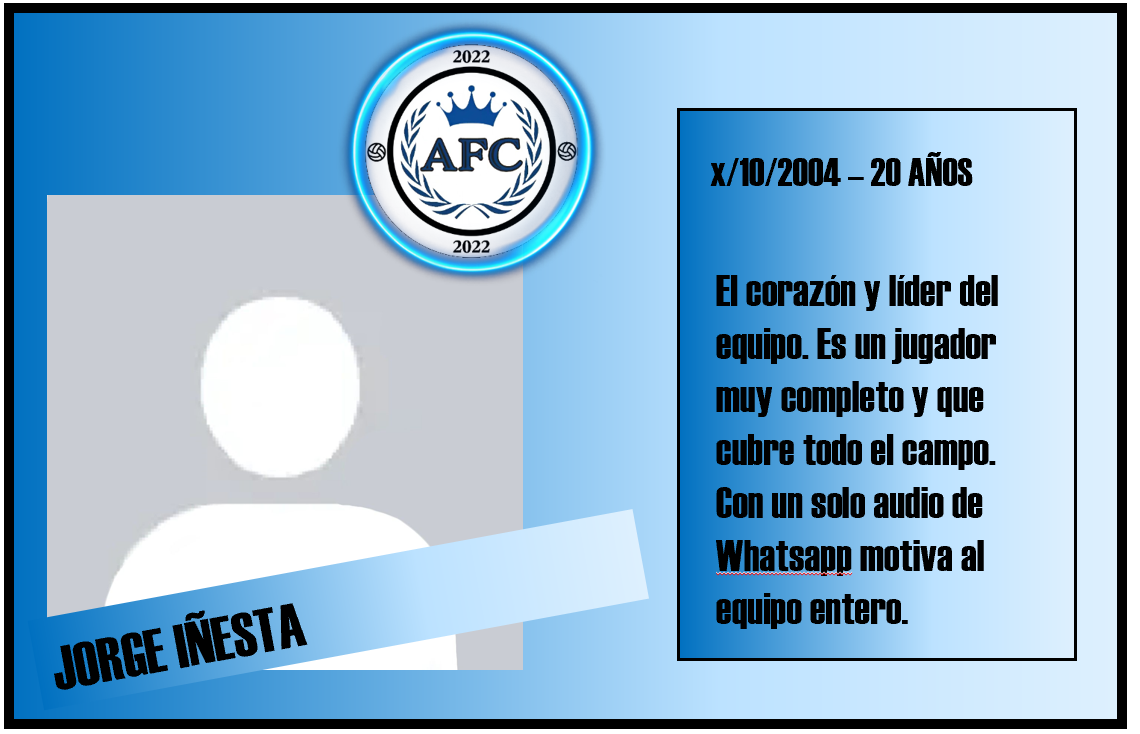 2022
AFC
2022
x/10/2004 – 20 AÑOS
El corazón y líder del
equipo. Es un jugador
muy completo y que
cubre todo el campo.
Con un solo audio de
Whatsapp motiva al
equipo entero.
JORGE IÑESTA